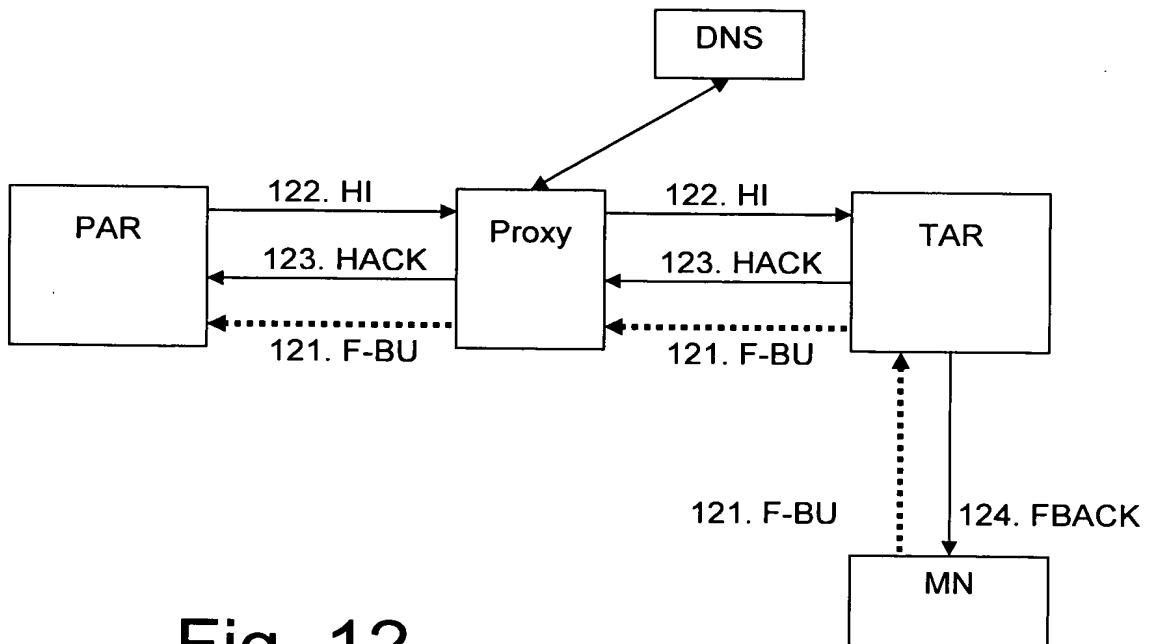 DNS
122. HI
122. HI
PAR
Proxy
TAR
123. HACK
123. HACK
121. F-BU
121. F-BU
121. F-BU
124. FBACK
MN
Fig. 12